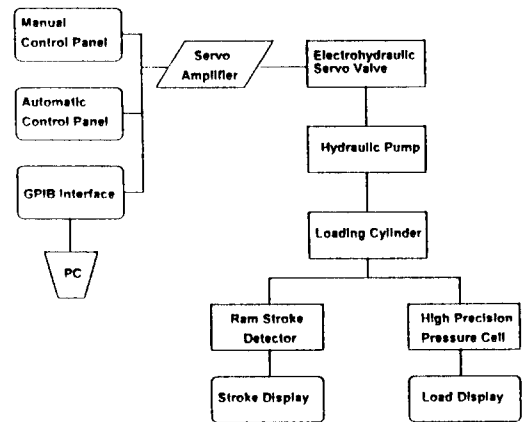 Manual
Control Panel
Servo
Amplifier
Electrohydraulic
Servo Valve
Automatic
Control Panel
Hydraulic Pump
GPIB Interface
Loading Cylinder
PC
Ram Stroke
Detector
High Precision
Pressure Cell
Stroke Display
Load Display